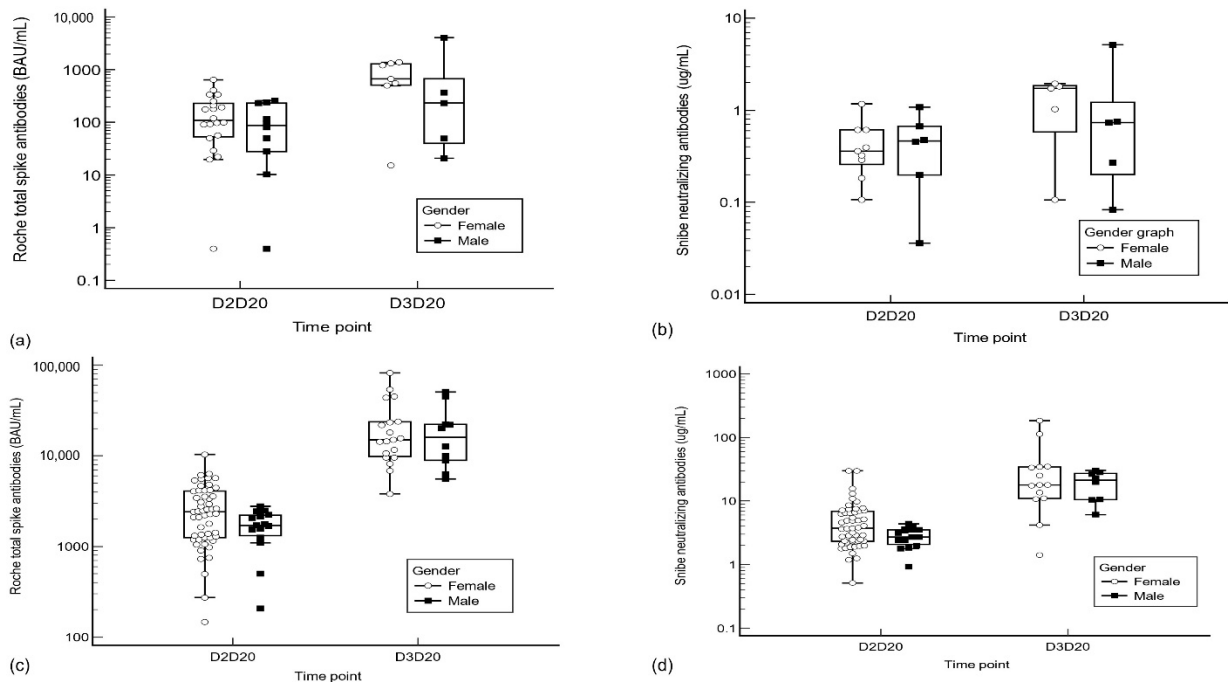 Roche total spike antibodies (BAU/mL)
10,000
1000
100
10
1
0.1
Gender
Female
Male
D2D20
D3D20
Time point
(a)
Snibe neutralizing antibodies (ug/mL)
10
1
0.1
0.01
Gender graph
Female
Male
D2D20
D3D20
Time point
(b)
Roche total spike antibodies (BAU/mL)
100,000
10,000
1000
100
Gender
Female
Male
D2D20
D3D20
Time point
(c)
Snibe neutralizing antibodies (ug/mL)
1000
100
10
1
0.1
Gender
Female
Male
D2D20
D3D20
Time point
(d)